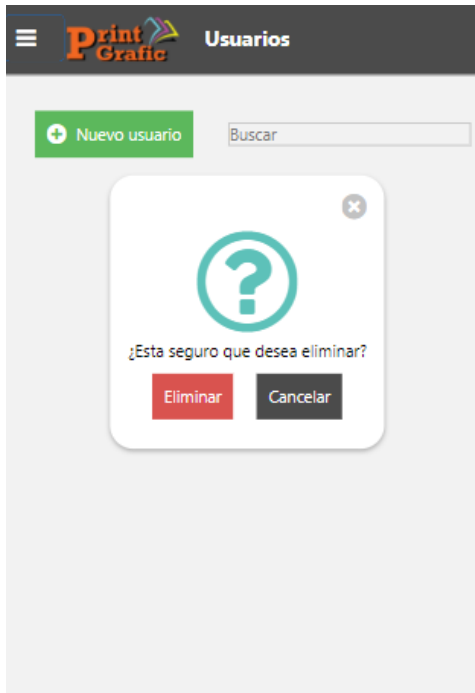 Print
Grafic
Usuarios
Nuevo usuario
Buscar
¿Esta seguro que desea eliminar?
Eliminar
Cancelar